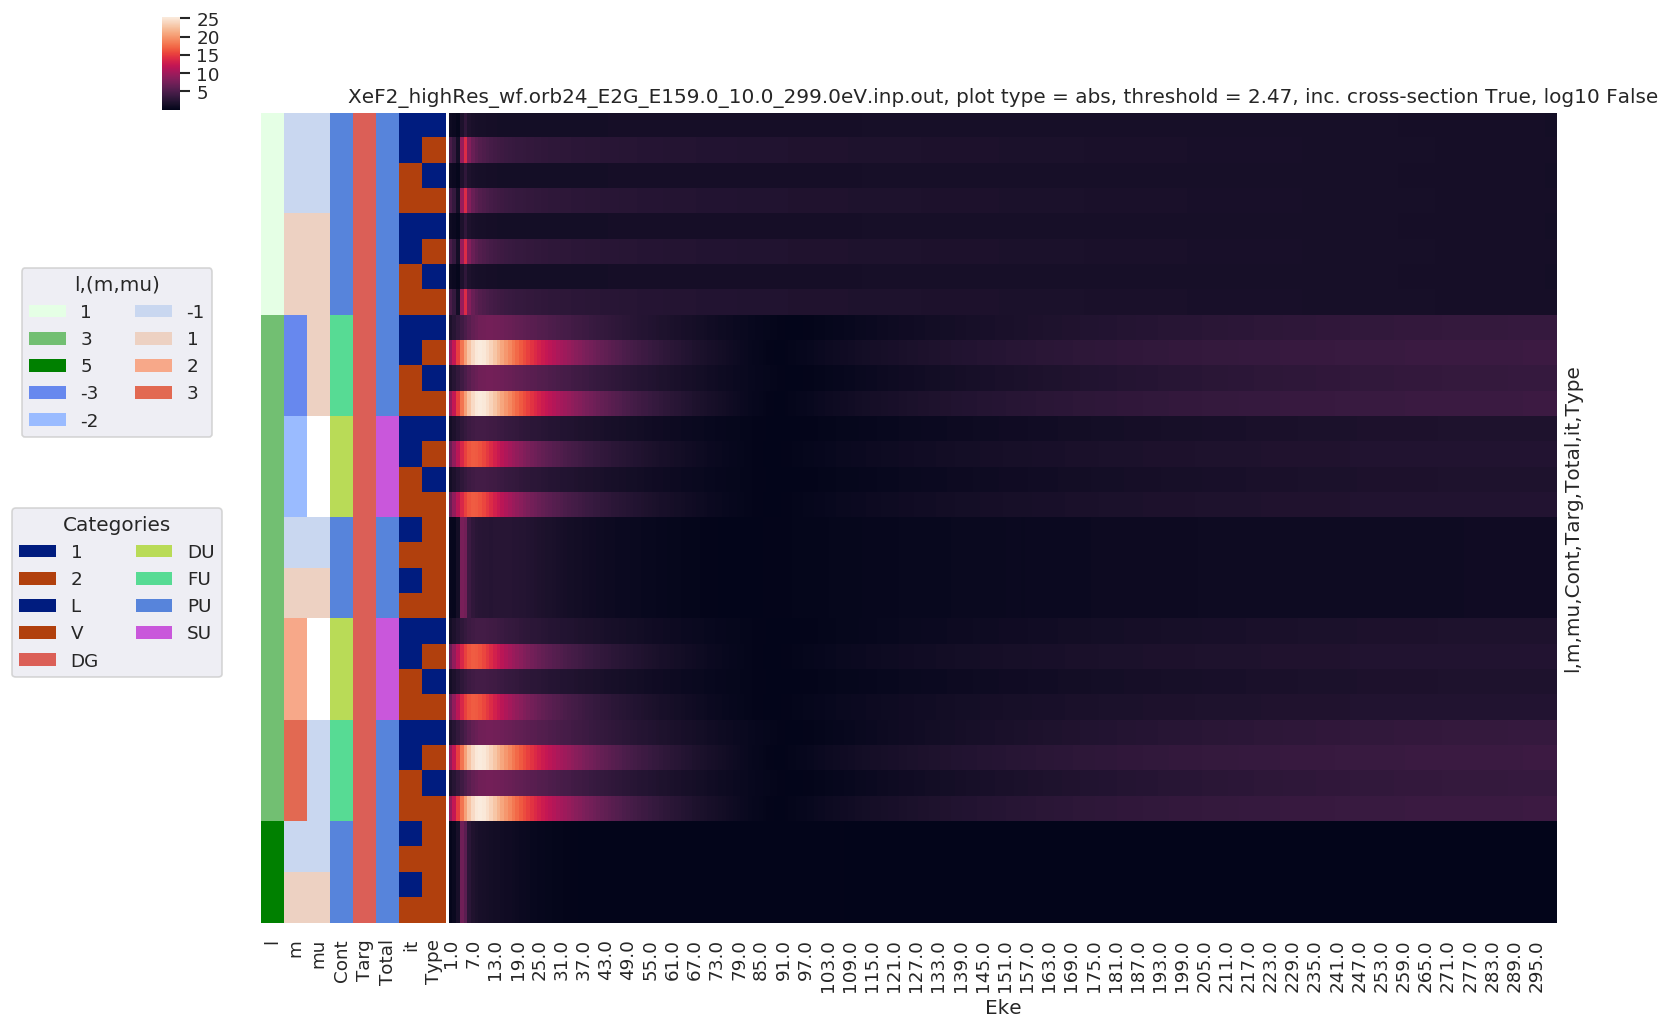 25
20
15
10
5
XeF2_highRes_wf.orb24_E2G_E159.0_10.0_299.0eV.inp.out, plot type = abs, threshold = 2.47, inc. cross-section True, log10 False
l,(m,mu)
1 -1
3 1
5 2
-3 3
-2
Categories
1 DU
2 FU
L PU
V SU
DG
l,m,mu,Cont,Targ,Total,it,Type
l m mu Cont Targ Total it Type
1.0 7.0 13.0 19.0 25.0 31.0 37.0 43.0 49.0 55.0 61.0 67.0 73.0 79.0 85.0 91.0 97.0 103.0 109.0 115.0 121.0 127.0 133.0 139.0 145.0 151.0 157.0 163.0 169.0 175.0 181.0 187.0 193.0 199.0 205.0 211.0 217.0 223.0 229.0 235.0 241.0 247.0 253.0 259.0 265.0 271.0 277.0 283.0 289.0 295.0
Eke